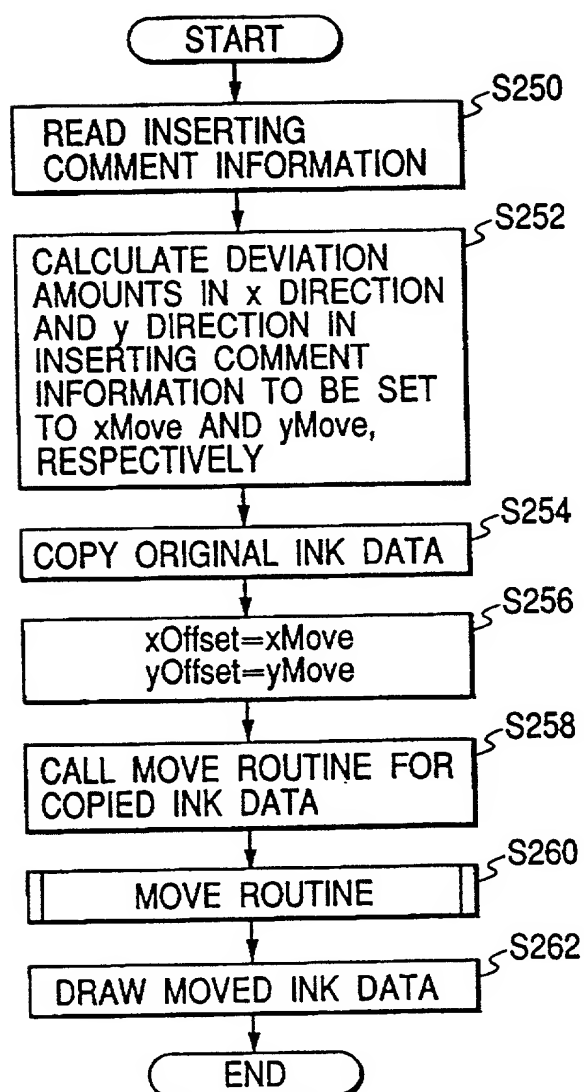 START
S250
READ INSERTING
COMMENT INFORMATION
S252
CALCULATE DEVIATION
AMOUNTS IN x DIRECTION
AND y DIRECTION IN
INSERTING COMMENT
INFORMATION TO BE SET
TO xMove AND yMove,
RESPECTIVELY
S254
COPY ORIGINAL INK DATA
S256
xOffset=xMove
yOffset=yMove
S258
CALL MOVE ROUTINE FOR
COPIED INK DATA
S260
MOVE ROUTINE
S262
DRAW MOVED INK DATA
END